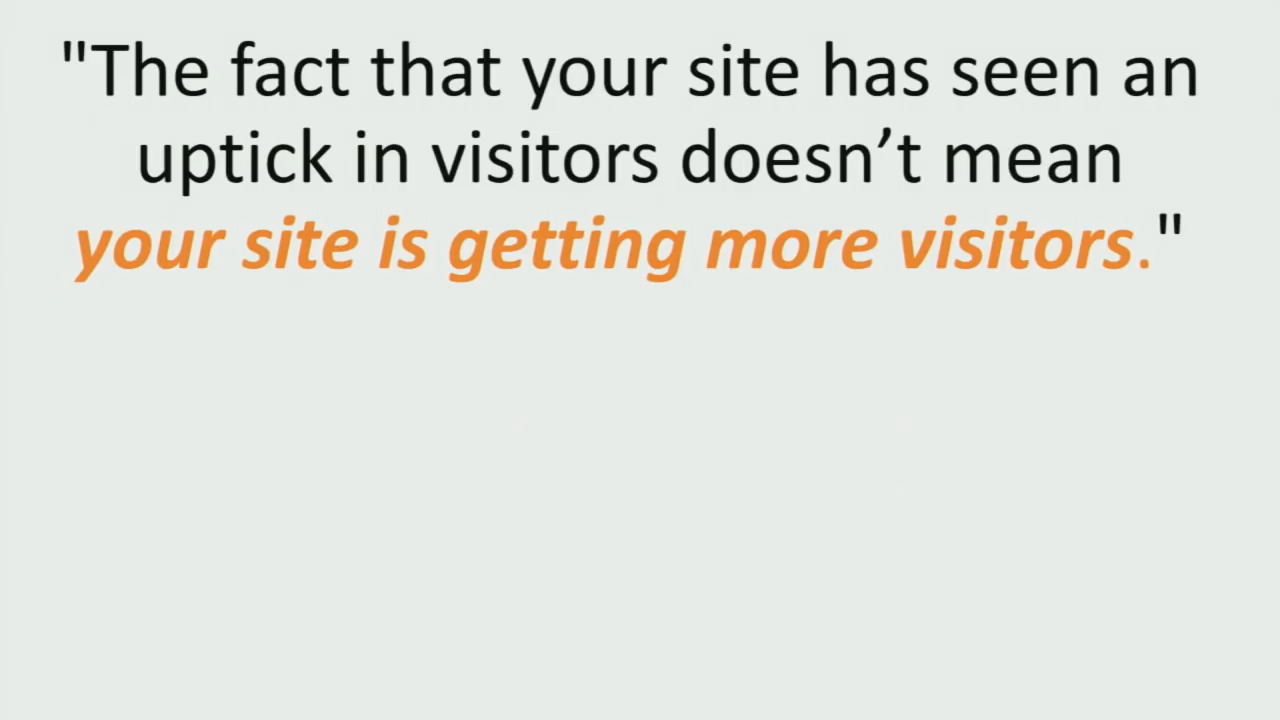 "The fact that your site has seen an
uptick in visitors doesn’t mean
your site is getting more visitors."